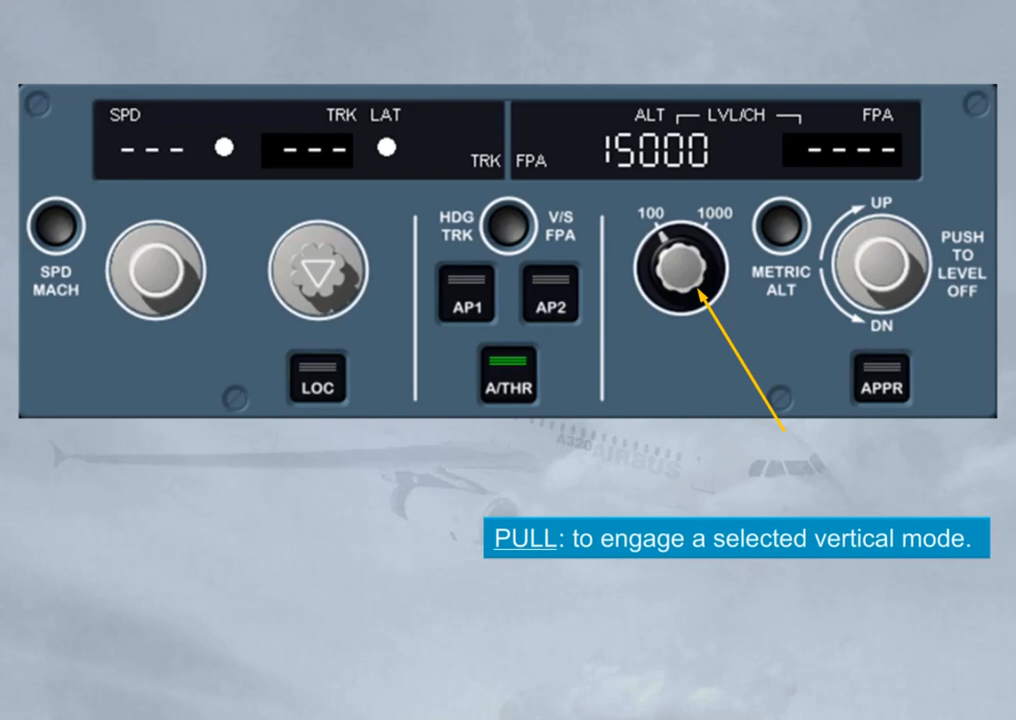 SPD
TRK LAT
ALT LVL/CH
FPA
- - -
- - -
15000
- - - -
TRK FPA
HDG
TRK
V/S
FPA
100
1000
UP
SPD
MACH
METRIC
ALT
PUSH
TO
LEVEL
OFF
DN
AP1
AP2
LOC
A/THR
APPR
A320 AIRBUS
PULL: to engage a selected vertical mode.